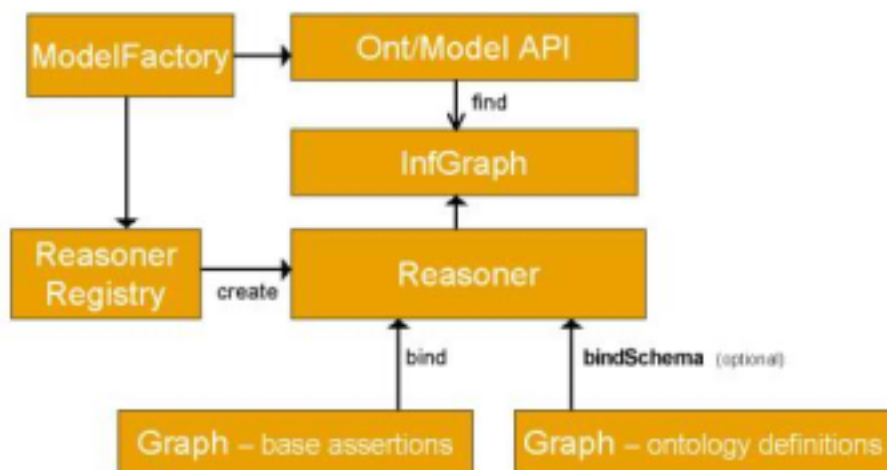 ModelFactory
Ont/Model API
find
InfGraph
Reasoner
Registry
create
Reasoner
bind
bindSchema (optional)
Graph – base assertions
Graph – ontology definitions